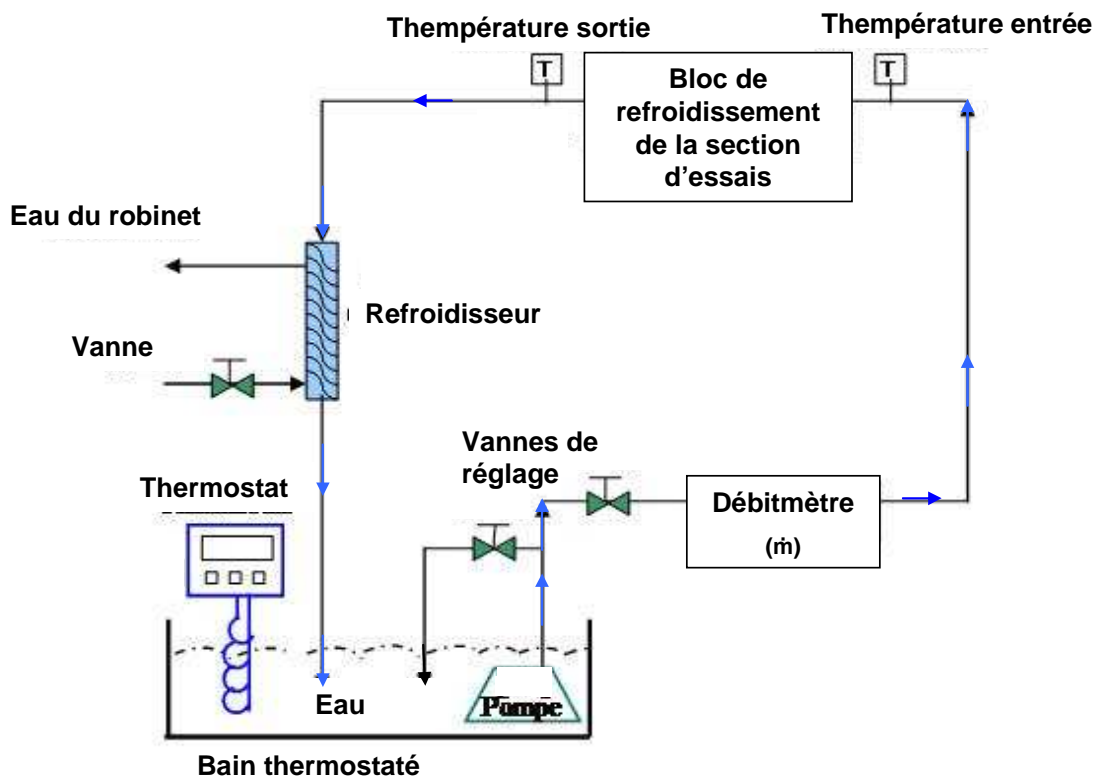 Thempérature sortie
Thempérature entrée
T
T
Bloc de
refroidissement
de la section
d'essais
Eau du robinet
Refroidisseur
Vanne
Vannes de
réglage
Thermostat
Débitmètre
(ṁ)
Eau
Pompe
Bain thermostaté